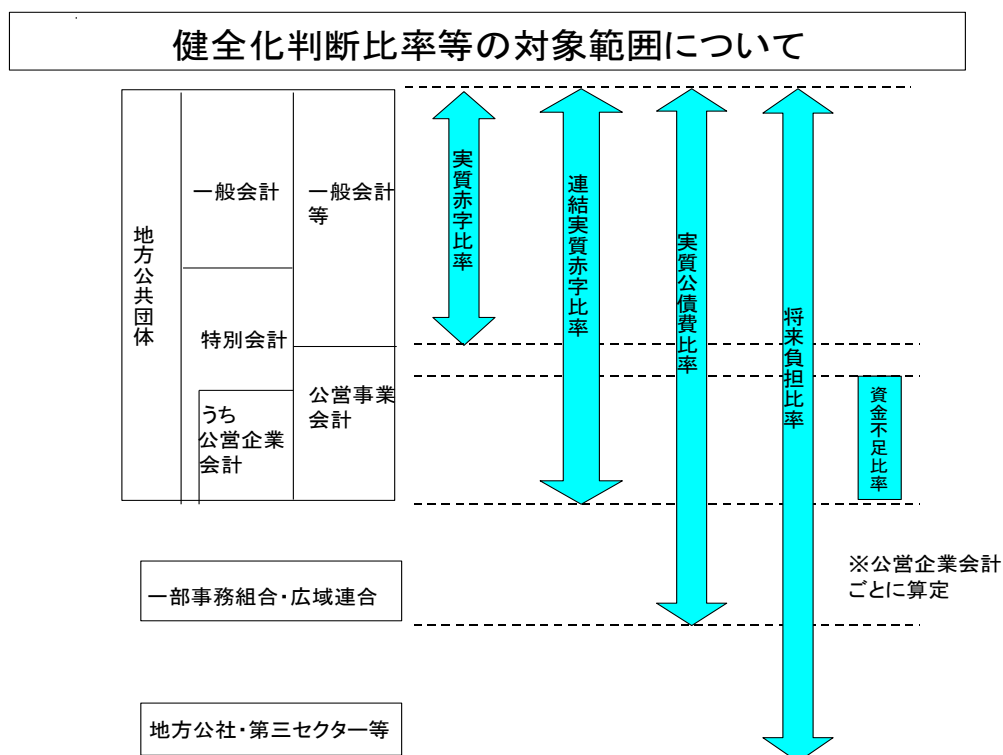 健全化判断比率等の対象範囲について
地方公共団体
一般会計
特別会計
うち
公営企業
会計
一般会計
等
公営事業
会計
実質赤字比率
連結実質赤字比率
実質公債費比率
将来負担比率
資金不足比率
※公営企業会計
ごとに算定
一部事務組合・広域連合
地方公社・第三セクター等